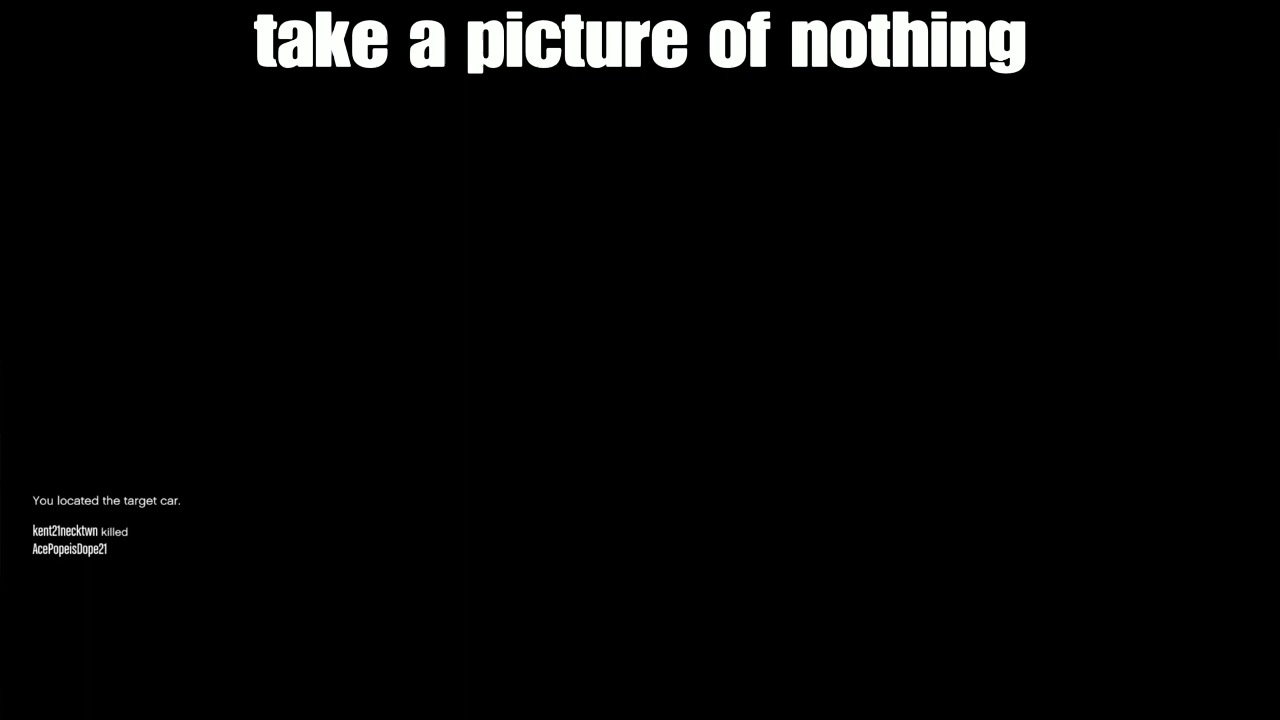 take a picture of nothing
You located the target car.
kent21necktwn killed
AcePopeisDope21